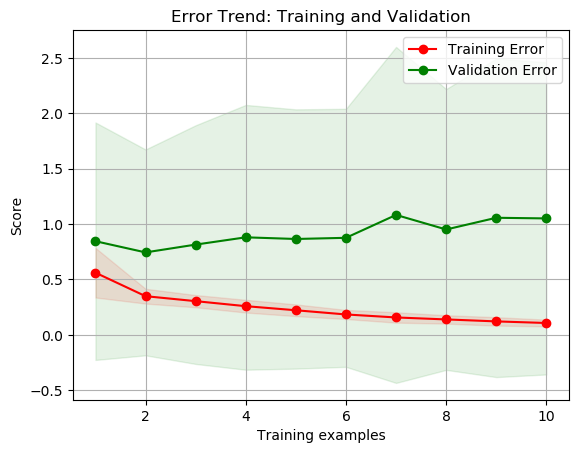 Error Trend: Training and Validation
Training Error
Validation Error
2.5
2.0
1.5
1.0
0.5
0.0
−0.5
Score
2 4 6 8 10
Training examples